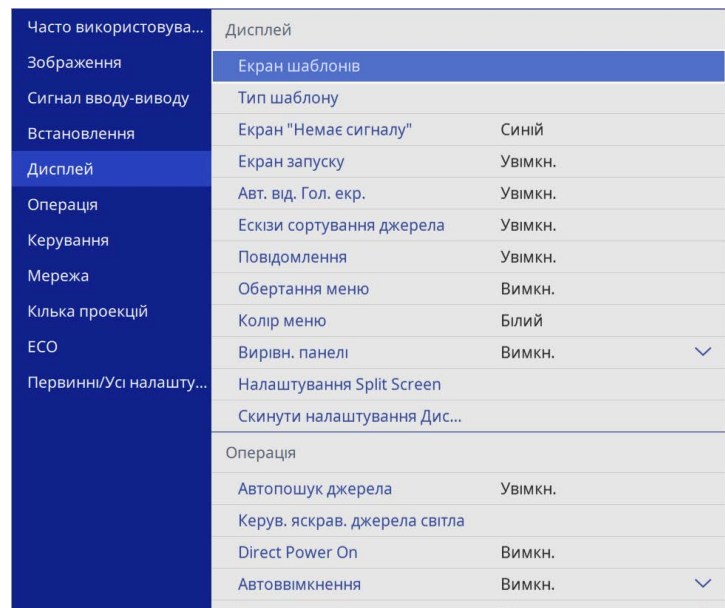 Часто використовува...
Зображення
Сигнал вводу-виводу
Встановлення
Дисплей
Операція
Керування
Мережа
Кілька проекцій
ECO
Первинні/Усі налашту...
Дисплей
Екран шаблонів
Тип шаблону
Екран "Немає сигналу" Синій
Екран запуску Увімкн.
Авт. від. Гол. екр. Увімкн.
Ескізи сортування джерела Увімкн.
Повідомлення Увімкн.
Обертання меню Вимкн.
Колір меню Білий
Вирівн. панелі Вимкн.
Налаштування Split Screen
Скинути налаштування Дис...
Операція
Автопошук джерела Увімкн.
Керув. яскрав. джерела світла
Direct Power On Вимкн.
Автоввімкнення Вимкн.